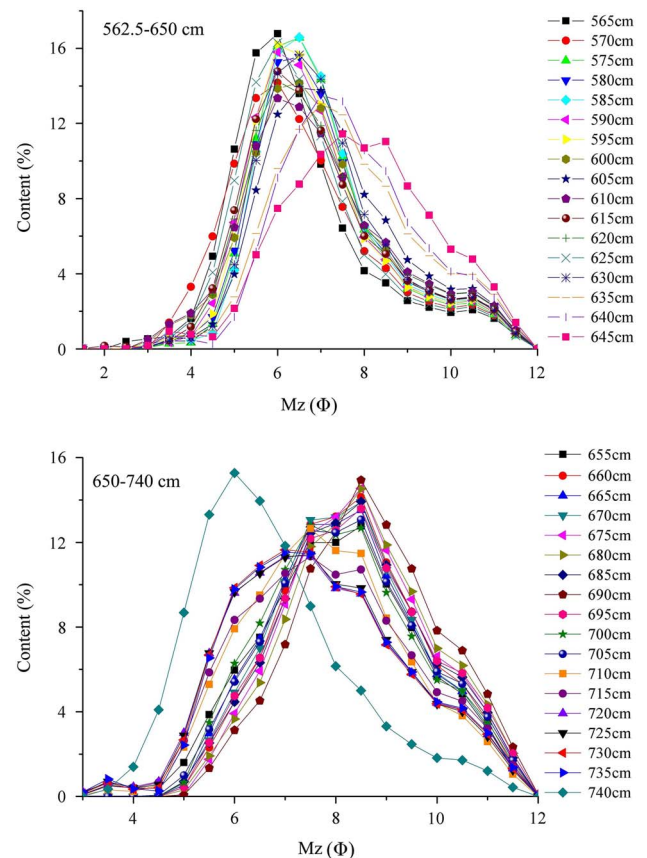 562.5-650 cm
16
12
8
4
0
Content (%)
2
4
6
8
10
12
Mz (Φ)
565cm
570cm
575cm
580cm
585cm
590cm
595cm
600cm
605cm
610cm
615cm
620cm
625cm
630cm
635cm
640cm
645cm
650-740 cm
16
12
8
4
0
Content (%)
4
6
8
10
12
Mz (Φ)
655cm
660cm
665cm
670cm
675cm
680cm
685cm
690cm
695cm
700cm
705cm
710cm
715cm
720cm
725cm
730cm
735cm
740cm